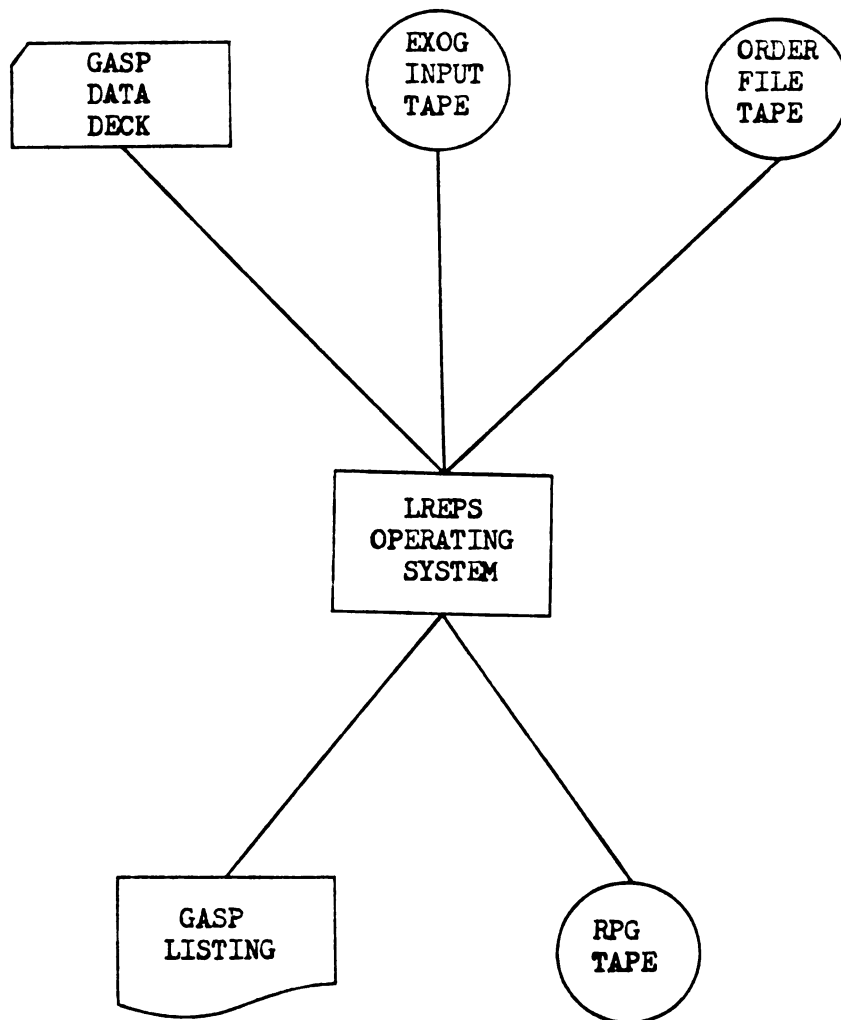 GASP
DATA
DECK
EXOG
INPUT
TAPE
ORDER
FILE
TAPE
LREPS
OPERATING
SYSTEM
GASP
LISTING
RPG
TAPE